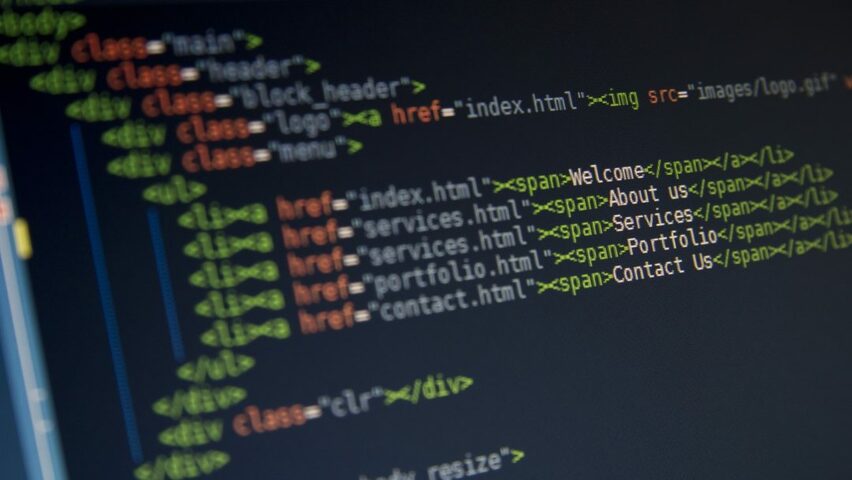 <body>
<div class="main">
<div class="header">
<div class="block_header">
<div class="logo"><a href="index.html"><img src="images/logo.gif"
<div class="menu">
<ul>
<li><a href="index.html"><span>Welcome</span></a></li>
<li><a href="services.html"><span>About us</span></a></li>
<li><a href="services.html"><span>Services</span></a></li>
<li><a href="portfolio.html"><span>Portfolio</span></a></li>
<li><a href="contact.html"><span>Contact Us</span></a></li>
</ul>
</div>
<div class="clr"></div>
</div>
body_resize">